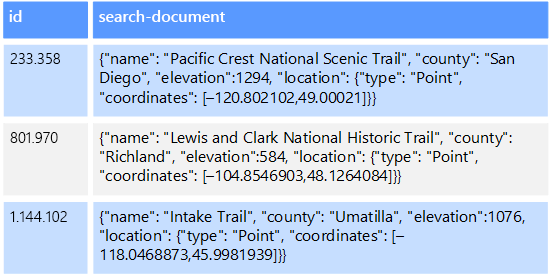 id search-document
233.358 {"name": "Pacific Crest National Scenic Trail", "county": "San
Diego", "elevation":1294, "location": {"type": "Point",
"coordinates": [–120.802102,49.00021]}}
801.970 {"name": "Lewis and Clark National Historic Trail", "county":
"Richland", "elevation":584, "location": {"type": "Point",
"coordinates": [–104.8546903,48.1264084]}}
1.144.102 {"name": "Intake Trail", "county": "Umatilla", "elevation":1076,
"location": {"type": "Point", "coordinates": [–
118.0468873,45.9981939]}}